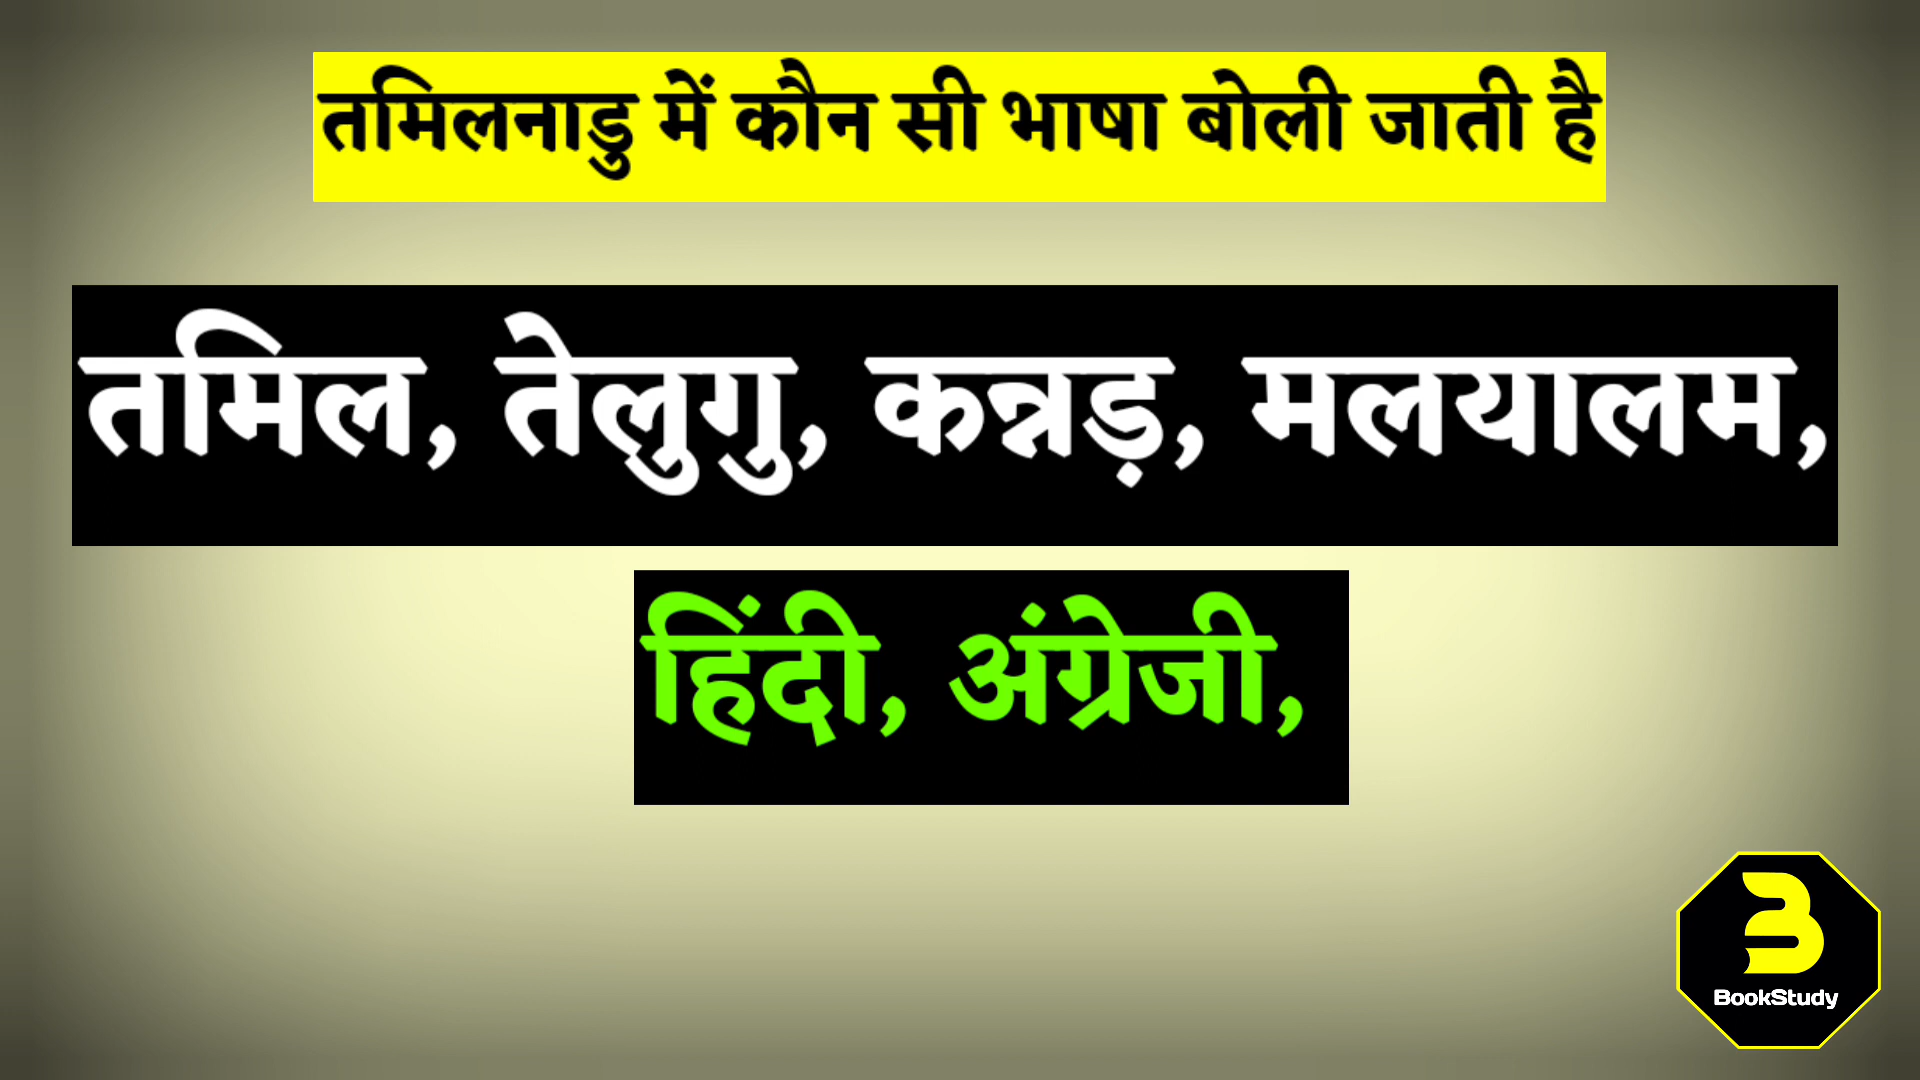 तमिलनाडु में कौन सी भाषा बोली जाती है
तमिल, तेलुगु, कन्नड़, मलयालम,
हिंदी, अंग्रेजी,
BookStudy